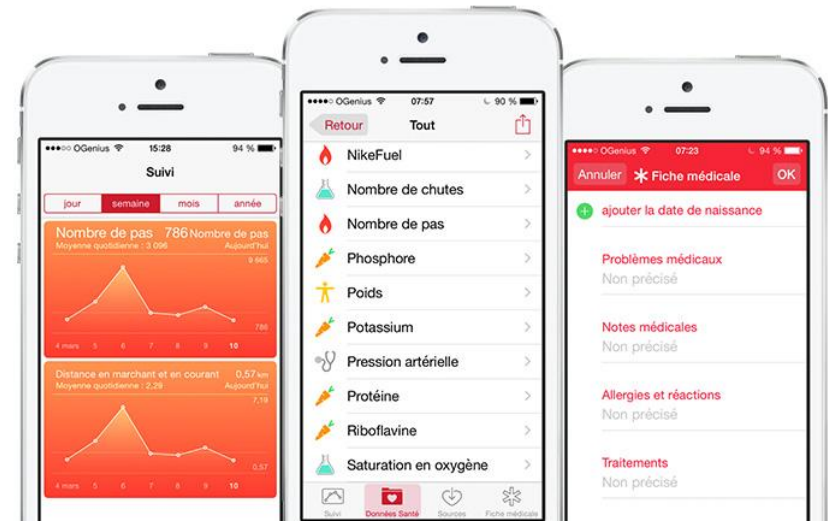 ●●●○○ OGenius 15:28 94 %
Suivi
jour semaine mois année
Nombre de pas 786 Nombre de pas
Moyenne quotidienne : 3 096 Aujourd'hui
9 665
786
4 mars 5 6 7 8 9 10
Distance en marchant et en courant 0,57 km
Moyenne quotidienne : 2,29 Aujourd'hui
7,19
0,57
4 mars 5 6 7 8 9 10
●●●●○ OGenius 07:57 90 %
Retour Tout
NikeFuel
Nombre de chutes
Nombre de pas
Phosphore
Poids
Potassium
Pression artérielle
Protéine
Riboflavine
Saturation en oxygène
Suivi Données Santé Sources Fiche médicale
●●●●○ OGenius 07:23 94 %
Annuler Fiche médicale OK
ajouter la date de naissance
Problèmes médicaux
Non précisé
Notes médicales
Non précisé
Allergies et réactions
Non précisé
Traitements
Non précisé